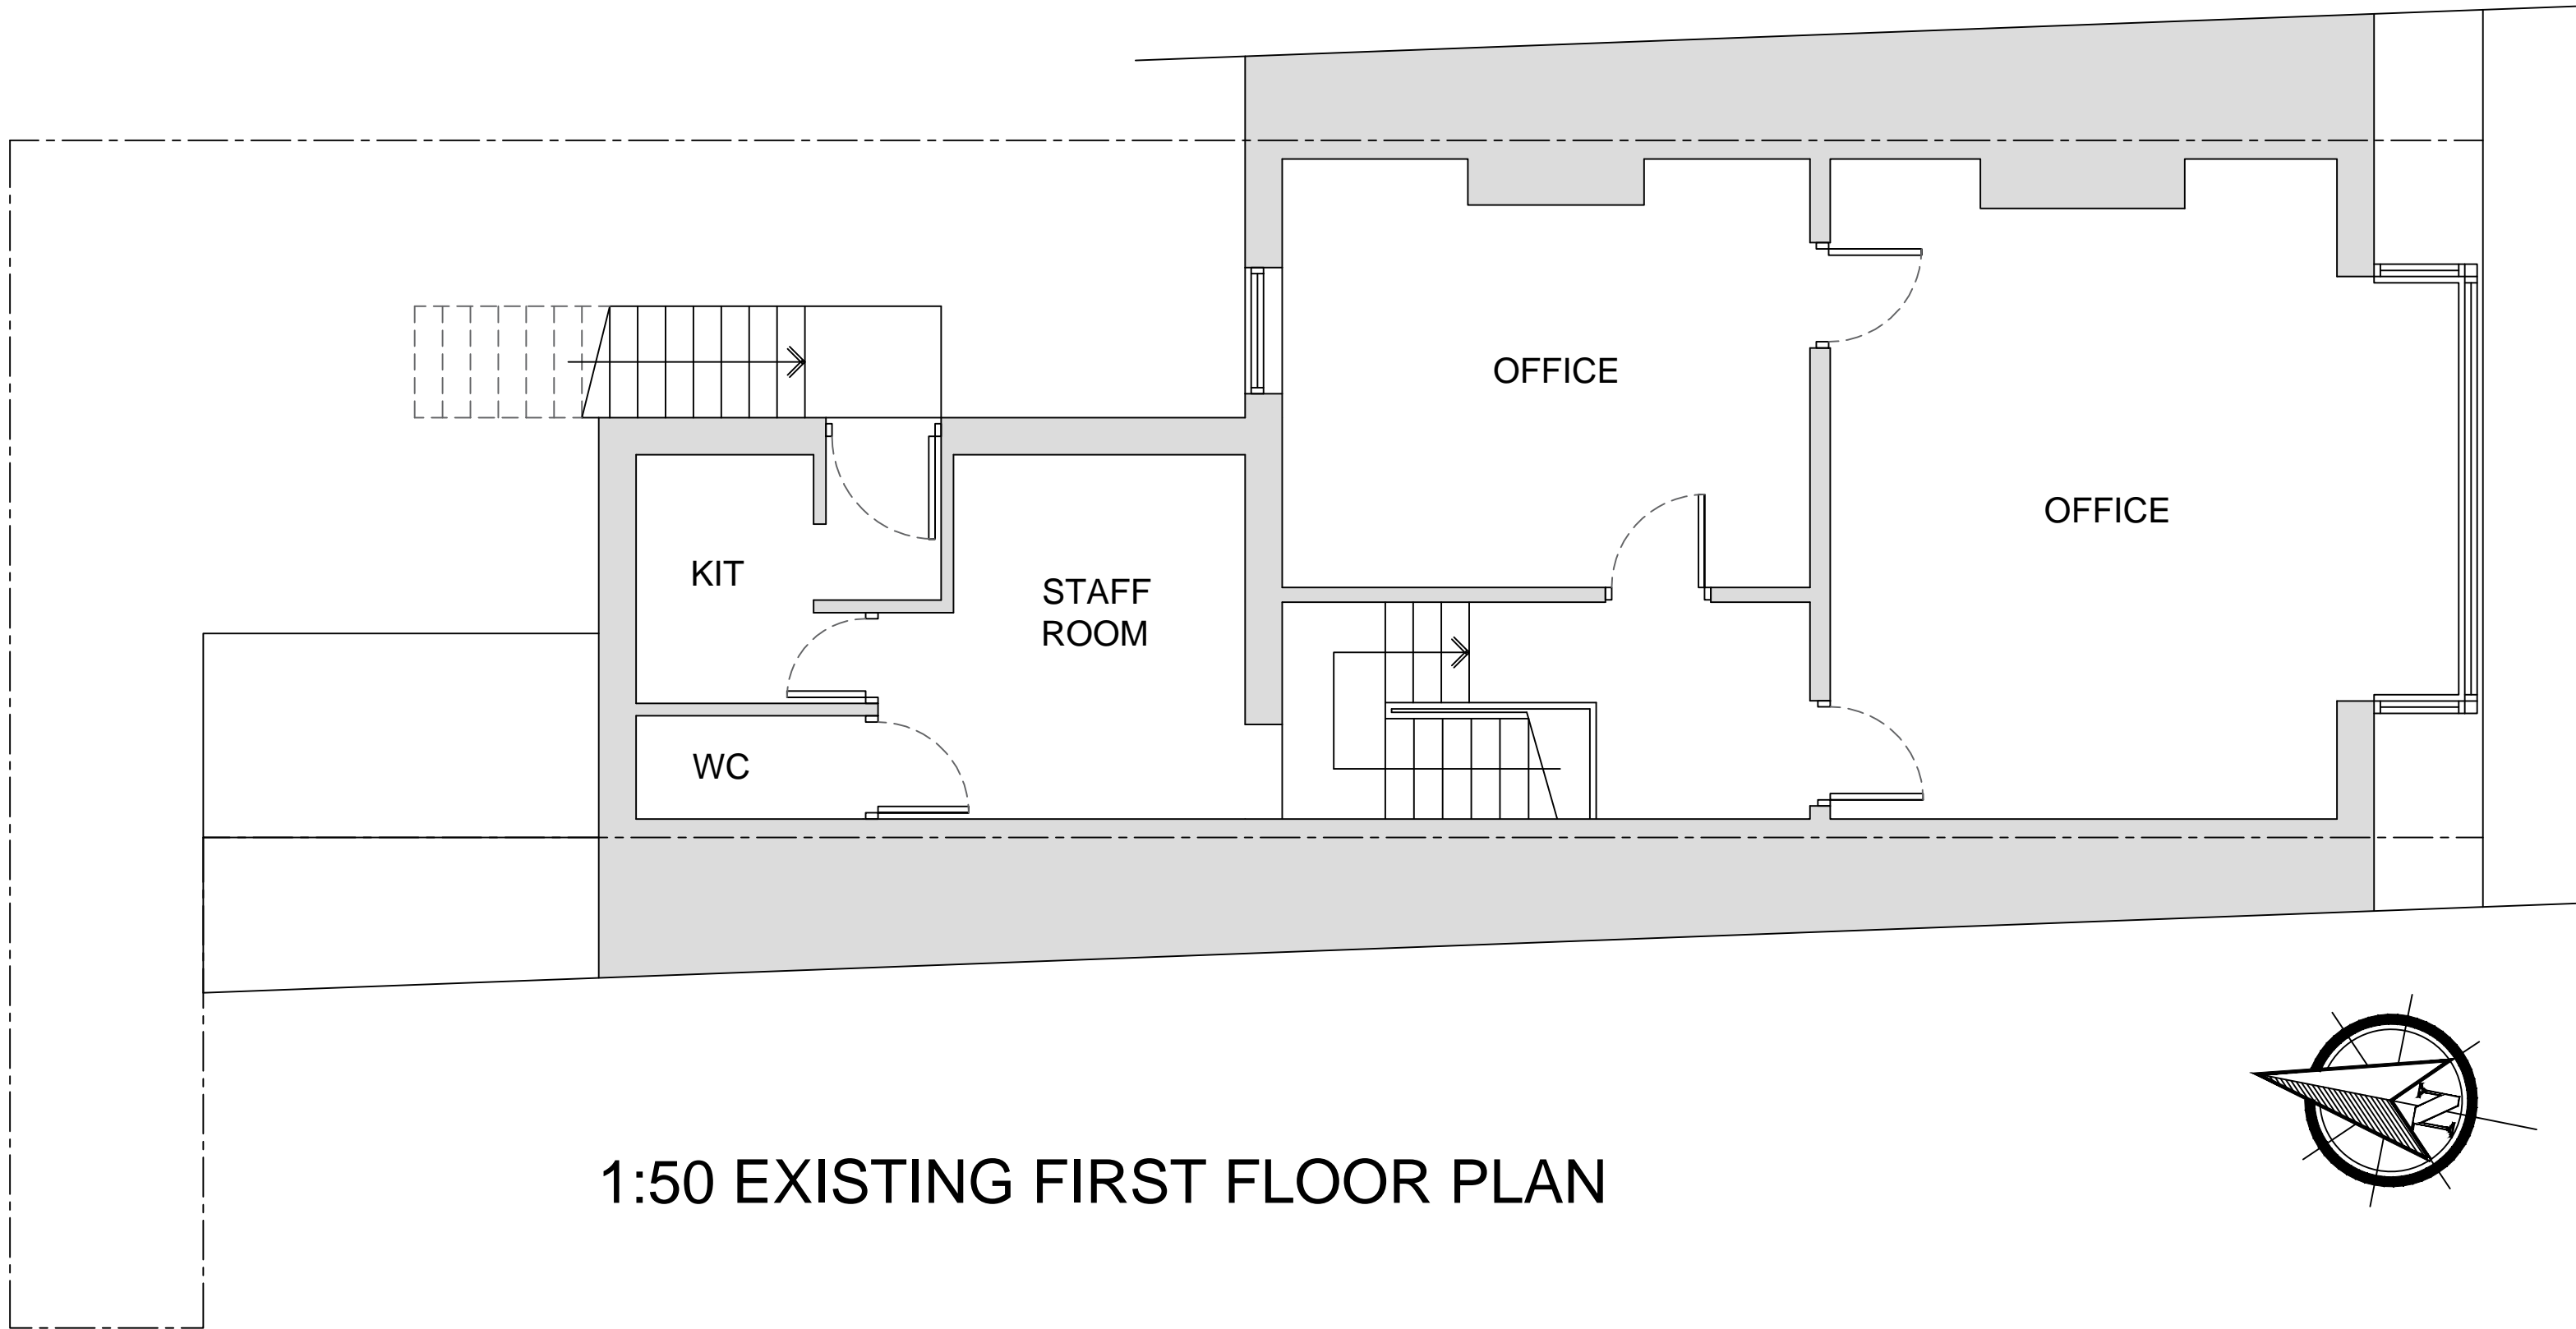 OFFICE
OFFICE
KIT
STAFF
ROOM
WC
N
1:50 EXISTING FIRST FLOOR PLAN